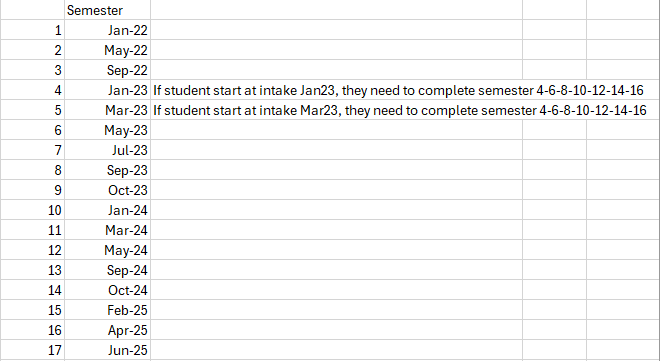 Semester
1 Jan-22
2 May-22
3 Sep-22
4 Jan-23 If student start at intake Jan23, they need to complete semester 4-6-8-10-12-14-16
5 Mar-23 If student start at intake Mar23, they need to complete semester 4-6-8-10-12-14-16
6 May-23
7 Jul-23
8 Sep-23
9 Oct-23
10 Jan-24
11 Mar-24
12 May-24
13 Sep-24
14 Oct-24
15 Feb-25
16 Apr-25
17 Jun-25